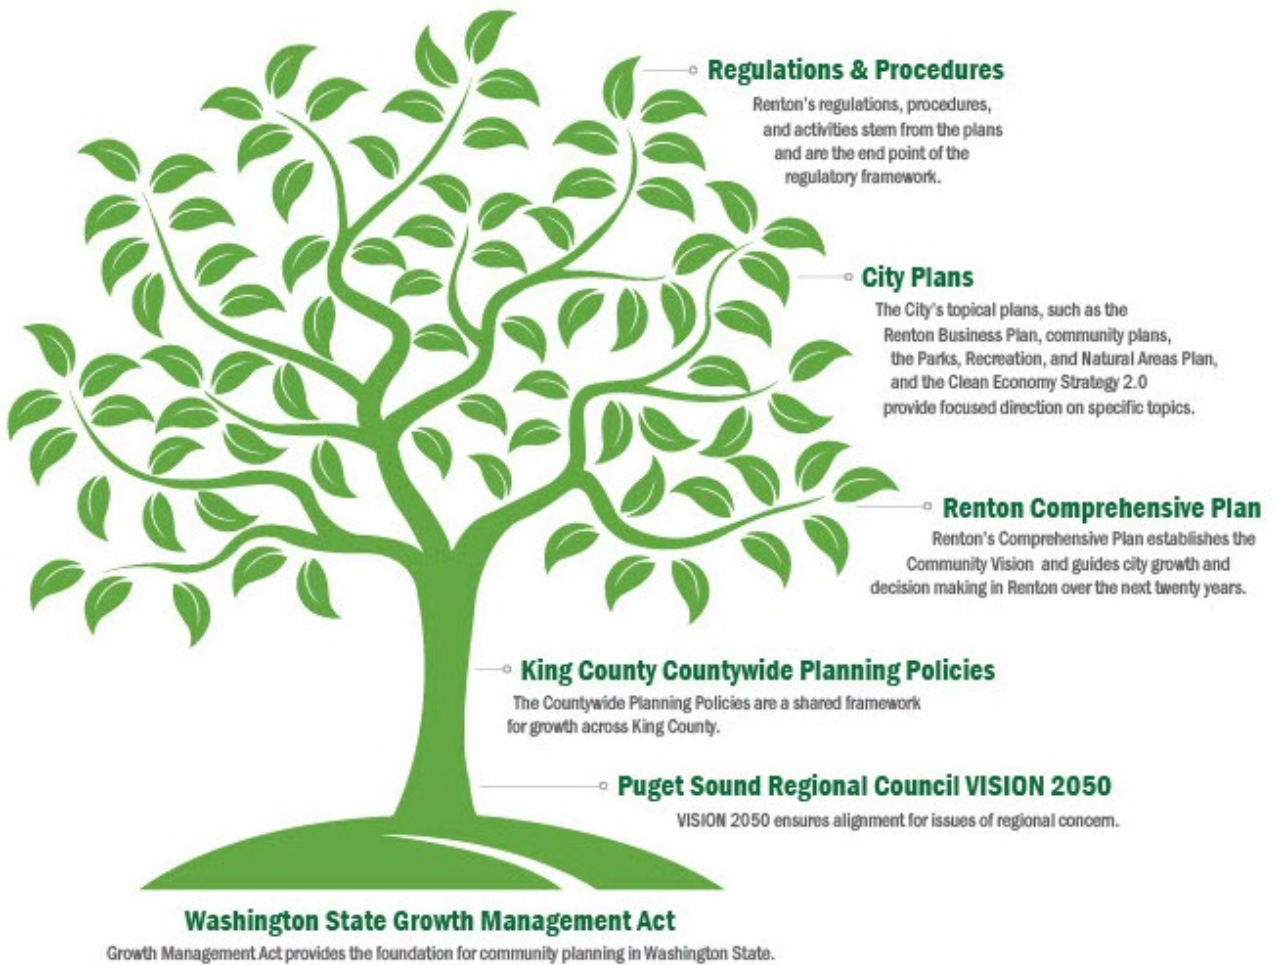 Regulations & Procedures
Renton's regulations, procedures,
and activities stem from the plans
and are the end point of the
regulatory framework.
City Plans
The City's topical plans, such as the
Renton Business Plan, community plans,
the Parks, Recreation, and Natural Areas Plan,
and the Clean Economy Strategy 2.0
provide focused direction on specific topics.
Renton Comprehensive Plan
Renton's Comprehensive Plan establishes the
Community Vision and guides city growth and
decision making in Renton over the next twenty years.
King County Countywide Planning Policies
The Countywide Planning Policies are a shared framework
for growth across King County.
Puget Sound Regional Council VISION 2050
VISION 2050 ensures alignment for issues of regional concern.
Washington State Growth Management Act
Growth Management Act provides the foundation for community planning in Washington State.